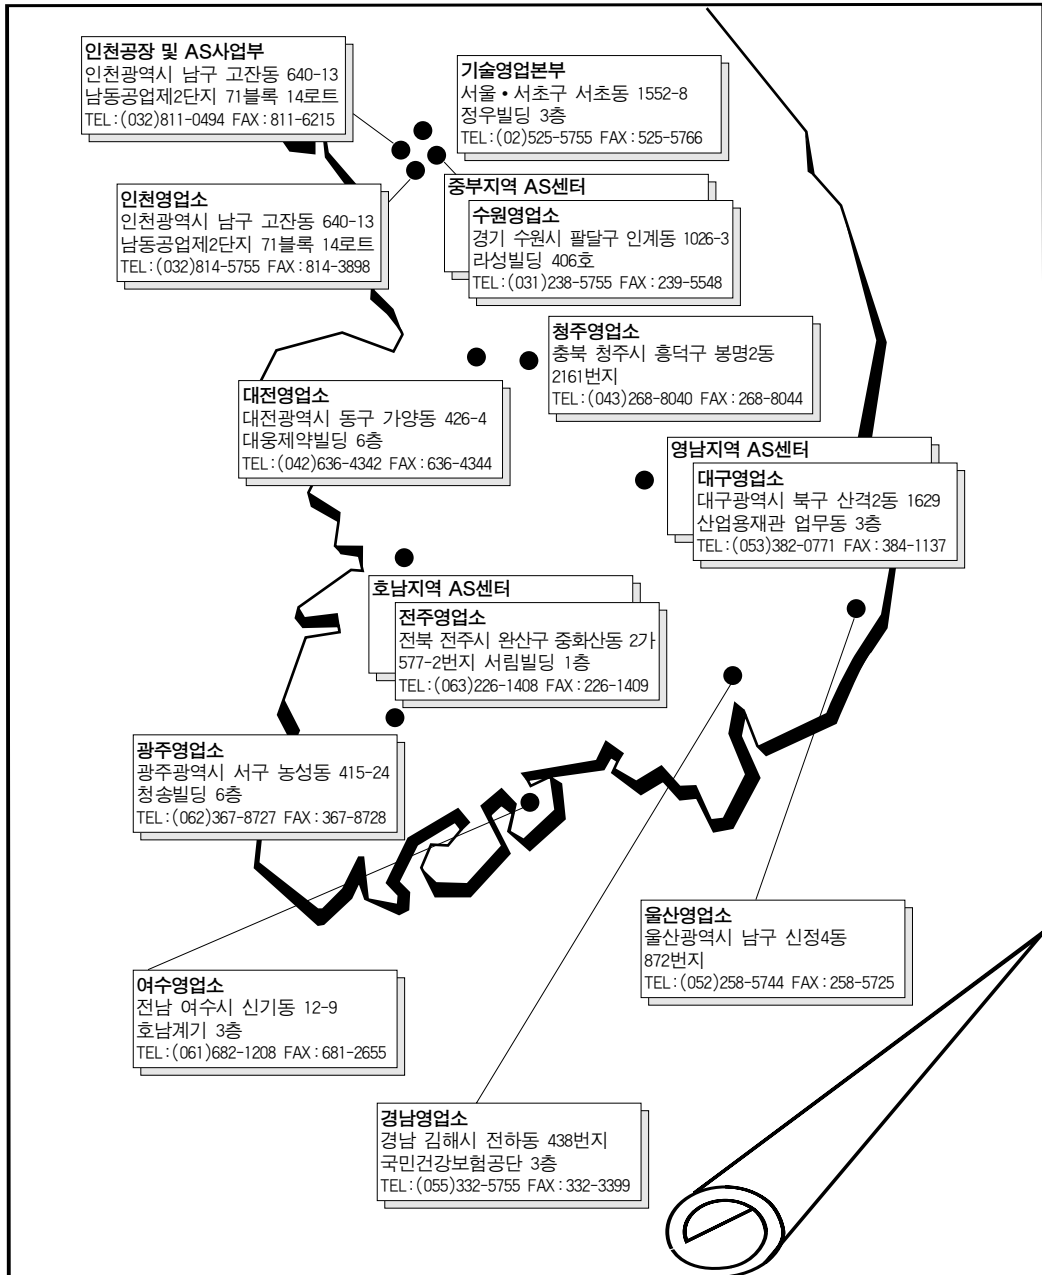 인천공장 및 AS사업부
인천광역시 남구 고잔동 640-13
남동공업제2단지 71블록 14로트
TEL:(032)811-0494 FAX:811-6215
기술영업본부
서울•서초구 서초동 1552-8
정우빌딩 3층
TEL:(02)525-5755 FAX:525-5766
인천영업소
인천광역시 남구 고잔동 640-13
남동공업제2단지 71블록 14로트
TEL:(032)814-5755 FAX:814-3898
중부지역 AS센터
수원영업소
경기 수원시 팔달구 인계동 1026-3
라성빌딩 406호
TEL:(031)238-5755 FAX:239-5548
청주영업소
충북 청주시 흥덕구 봉명2동
2161번지
TEL:(043)268-8040 FAX:268-8044
대전영업소
대전광역시 동구 가양동 426-4
대웅제약빌딩 6층
TEL:(042)636-4342 FAX:636-4344
영남지역 AS센터
대구영업소
대구광역시 북구 산격2동 1629
산업용재관 업무동 3층
TEL:(053)382-0771 FAX:384-1137
호남지역 AS센터
전주영업소
전북 전주시 완산구 중화산동 2가
577-2번지 서림빌딩 1층
TEL:(063)226-1408 FAX:226-1409
광주영업소
광주광역시 서구 농성동 415-24
청송빌딩 6층
TEL:(062)367-8727 FAX:367-8728
울산영업소
울산광역시 남구 신정4동
872번지
TEL:(052)258-5744 FAX:258-5725
여수영업소
전남 여수시 신기동 12-9
호남계기 3층
TEL:(061)682-1208 FAX:681-2655
경남영업소
경남 김해시 전하동 438번지
국민건강보험공단 3층
TEL:(055)332-5755 FAX:332-3399